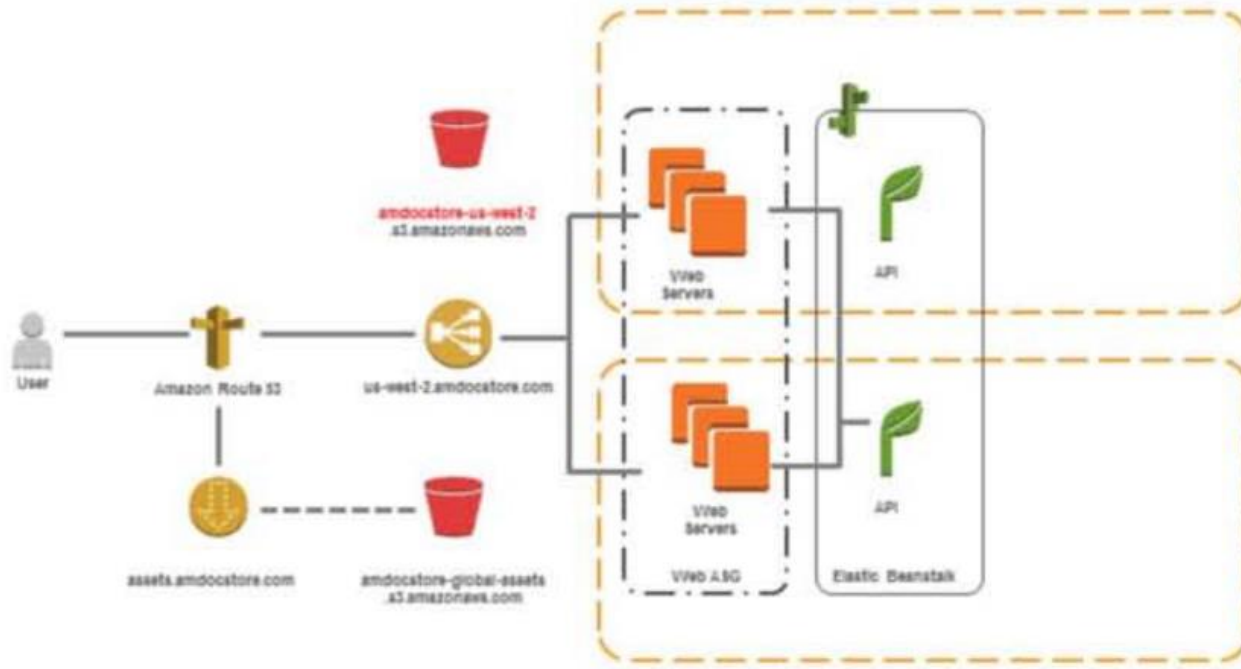 amdocstore-us-west-2
.s3.amazonaws.com
Web
Servers
API
User
Amazon Route 53
us-west-2.amdocstore.com
Web
Servers
API
assets.amdocstore.com
amdocstore-global-assets
.s3.amazonaws.com
Web ASG
Elastic Beanstalk